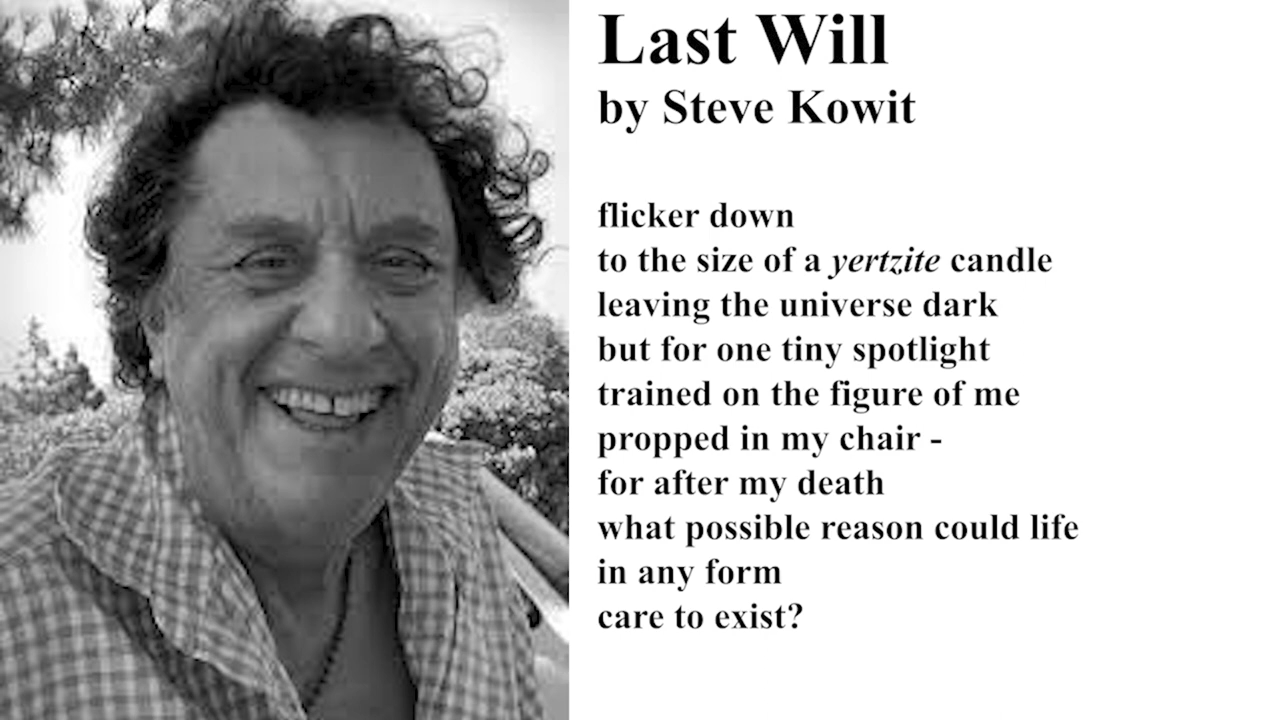 Last Will
by Steve Kowit
flicker down
to the size of a yertzite candle
leaving the universe dark
but for one tiny spotlight
trained on the figure of me
propped in my chair -
for after my death
what possible reason could life
in any form
care to exist?